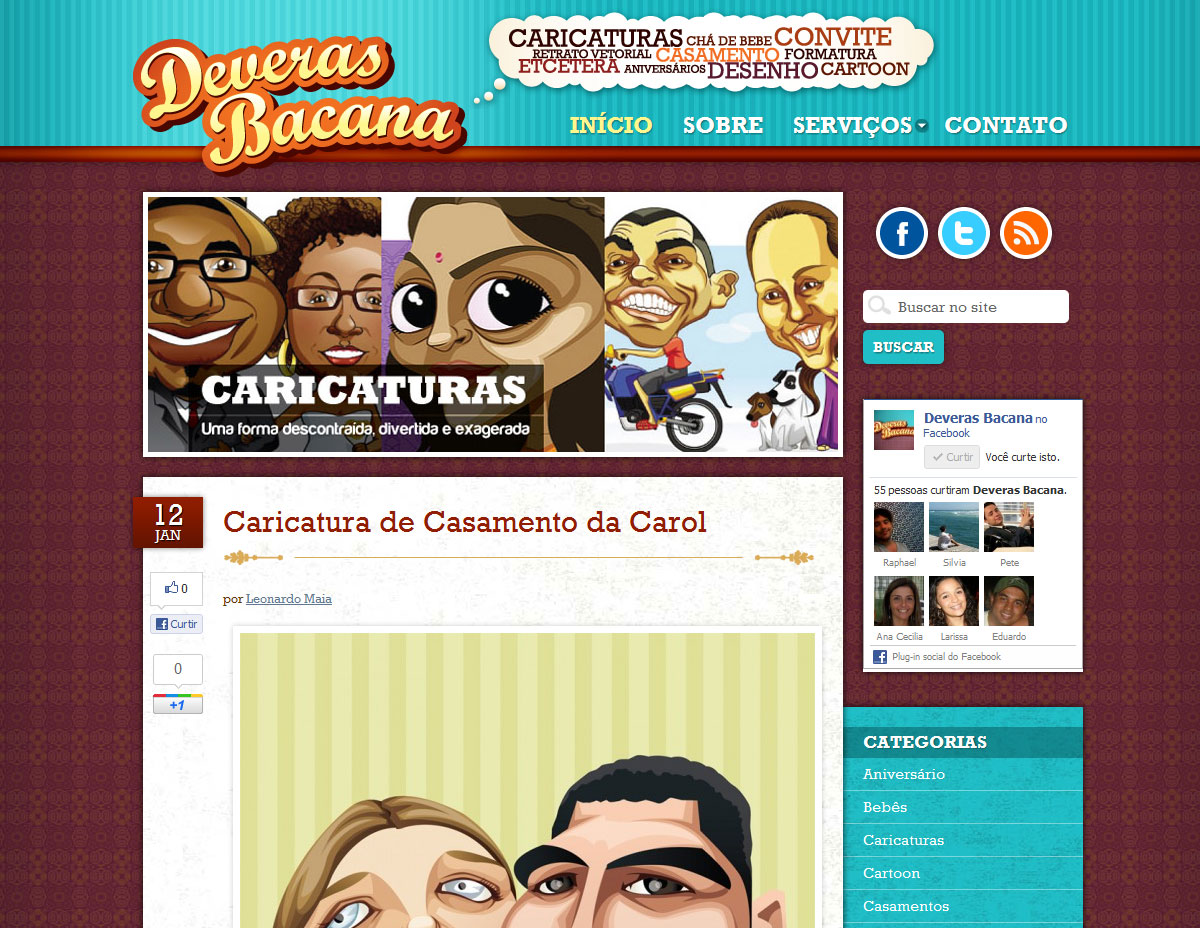 Deveras
Bacana
CARICATURAS CHÁ DE BEBE CONVITE
RETRATO VETORIAL CASAMENTO FORMATURA
ETCETERA ANIVERSÁRIOS DESENHO CARTOON
INÍCIO SOBRE SERVIÇOS CONTATO
CARICATURAS
Uma forma descontraída, divertida e exagerada
Buscar no site
BUSCAR
Deveras Bacana no
Facebook
Curtir Você curte isto.
55 pessoas curtiram Deveras Bacana.
Raphael Silvia Pete
Ana Cecilia Larissa Eduardo
Plug-in social do Facebook
12
JAN
Caricatura de Casamento da Carol
0
Curtir
0
+1
por Leonardo Maia
CATEGORIAS
Aniversário
Bebês
Caricaturas
Cartoon
Casamentos